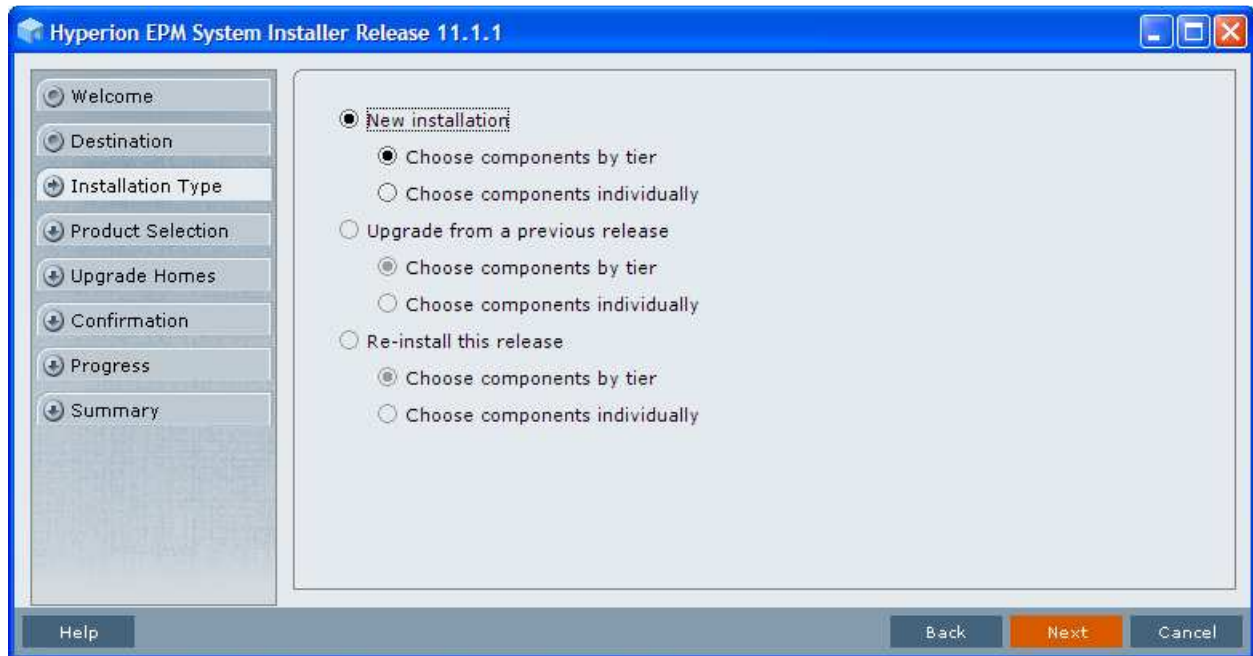 Hyperion EPM System Installer Release 11.1.1
Welcome
Destination
Installation Type
Product Selection
Upgrade Homes
Confirmation
Progress
Summary
New installation
Choose components by tier
Choose components individually
Upgrade from a previous release
Choose components by tier
Choose components individually
Re-install this release
Choose components by tier
Choose components individually
Help
Back
Next
Cancel